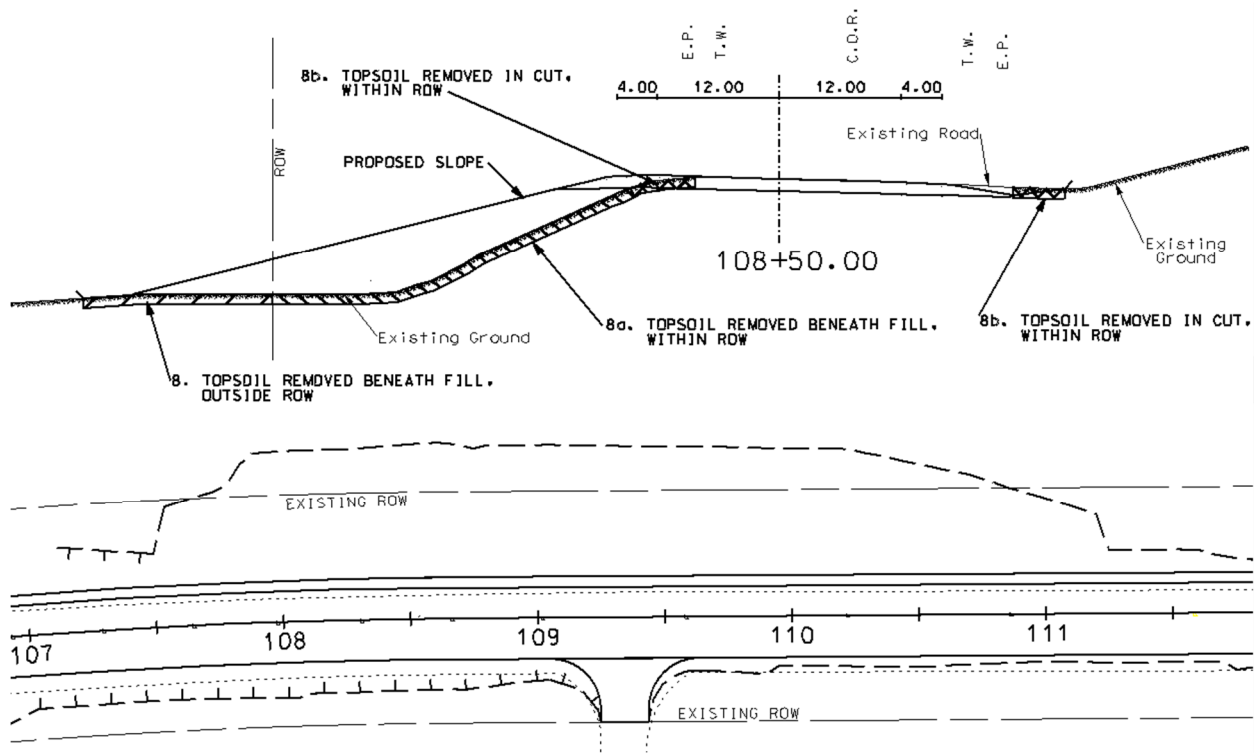 E.P.
T.W.
C.O.R.
T.W.
E.P.
8b. TOPSOIL REMOVED IN CUT.
WITHIN ROW
4.00 12.00 12.00 4.00
Existing Road
ROW
PROPOSED SLOPE
108+50.00
Existing
Ground
Existing Ground
8a. TOPSOIL REMOVED BENEATH FILL.
WITHIN ROW
8b. TOPSOIL REMOVED IN CUT.
WITHIN ROW
8. TOPSOIL REMOVED BENEATH FILL.
OUTSIDE ROW
EXISTING ROW
107 108 109 110 111
EXISTING ROW